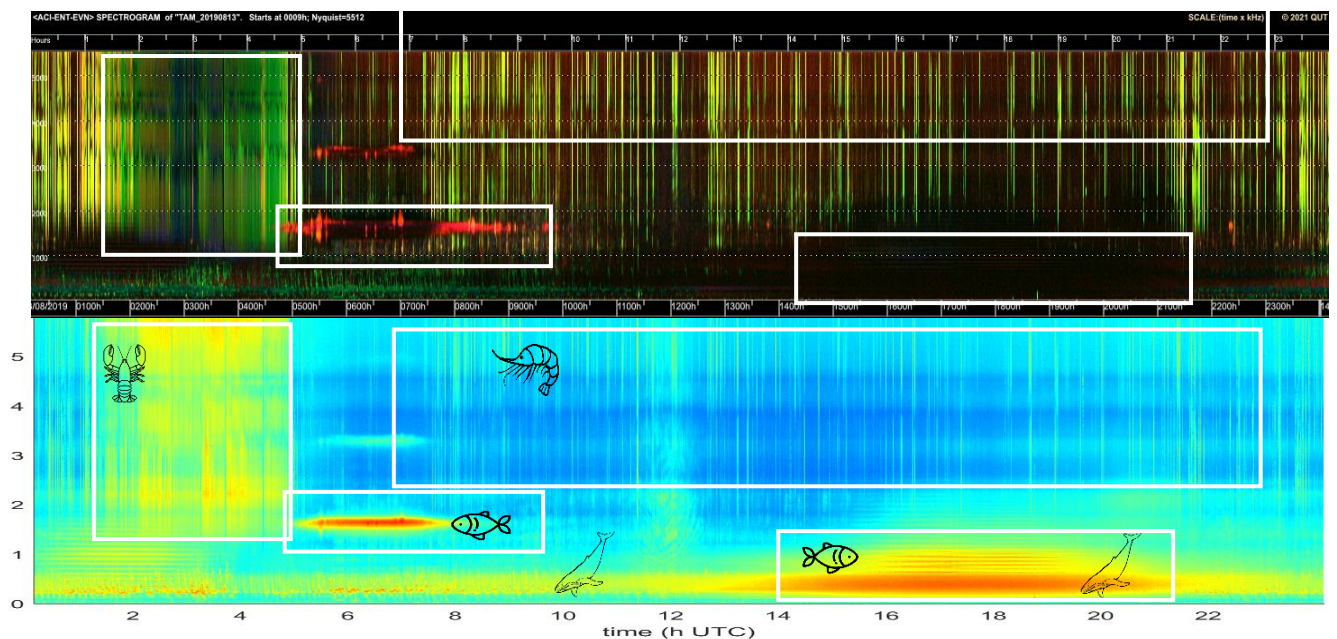 <ACI-ENT-EVN> SPECTROGRAM of "TAM_20190813". Starts at 0009h; Nyquist=5512 SCALE:(time x kHz) © 2021 QUT
Hours 1 2 3 4 5 6 7 8 9 10 11 12 13 14 15 16 17 18 19 20 21 22 23
5000
4000
3000
2000
1000
/08/2019 0100h 0200h 0300h 0400h 0500h 0600h 0700h 0800h 0900h 1000h 1100h 1200h 1300h 1400h 1500h 1600h 1700h 1800h 1900h 2000h 2100h 2200h 2300h
5
4
3
2
1
0
2 4 6 8 10 12 14 16 18 20 22
time (h UTC)